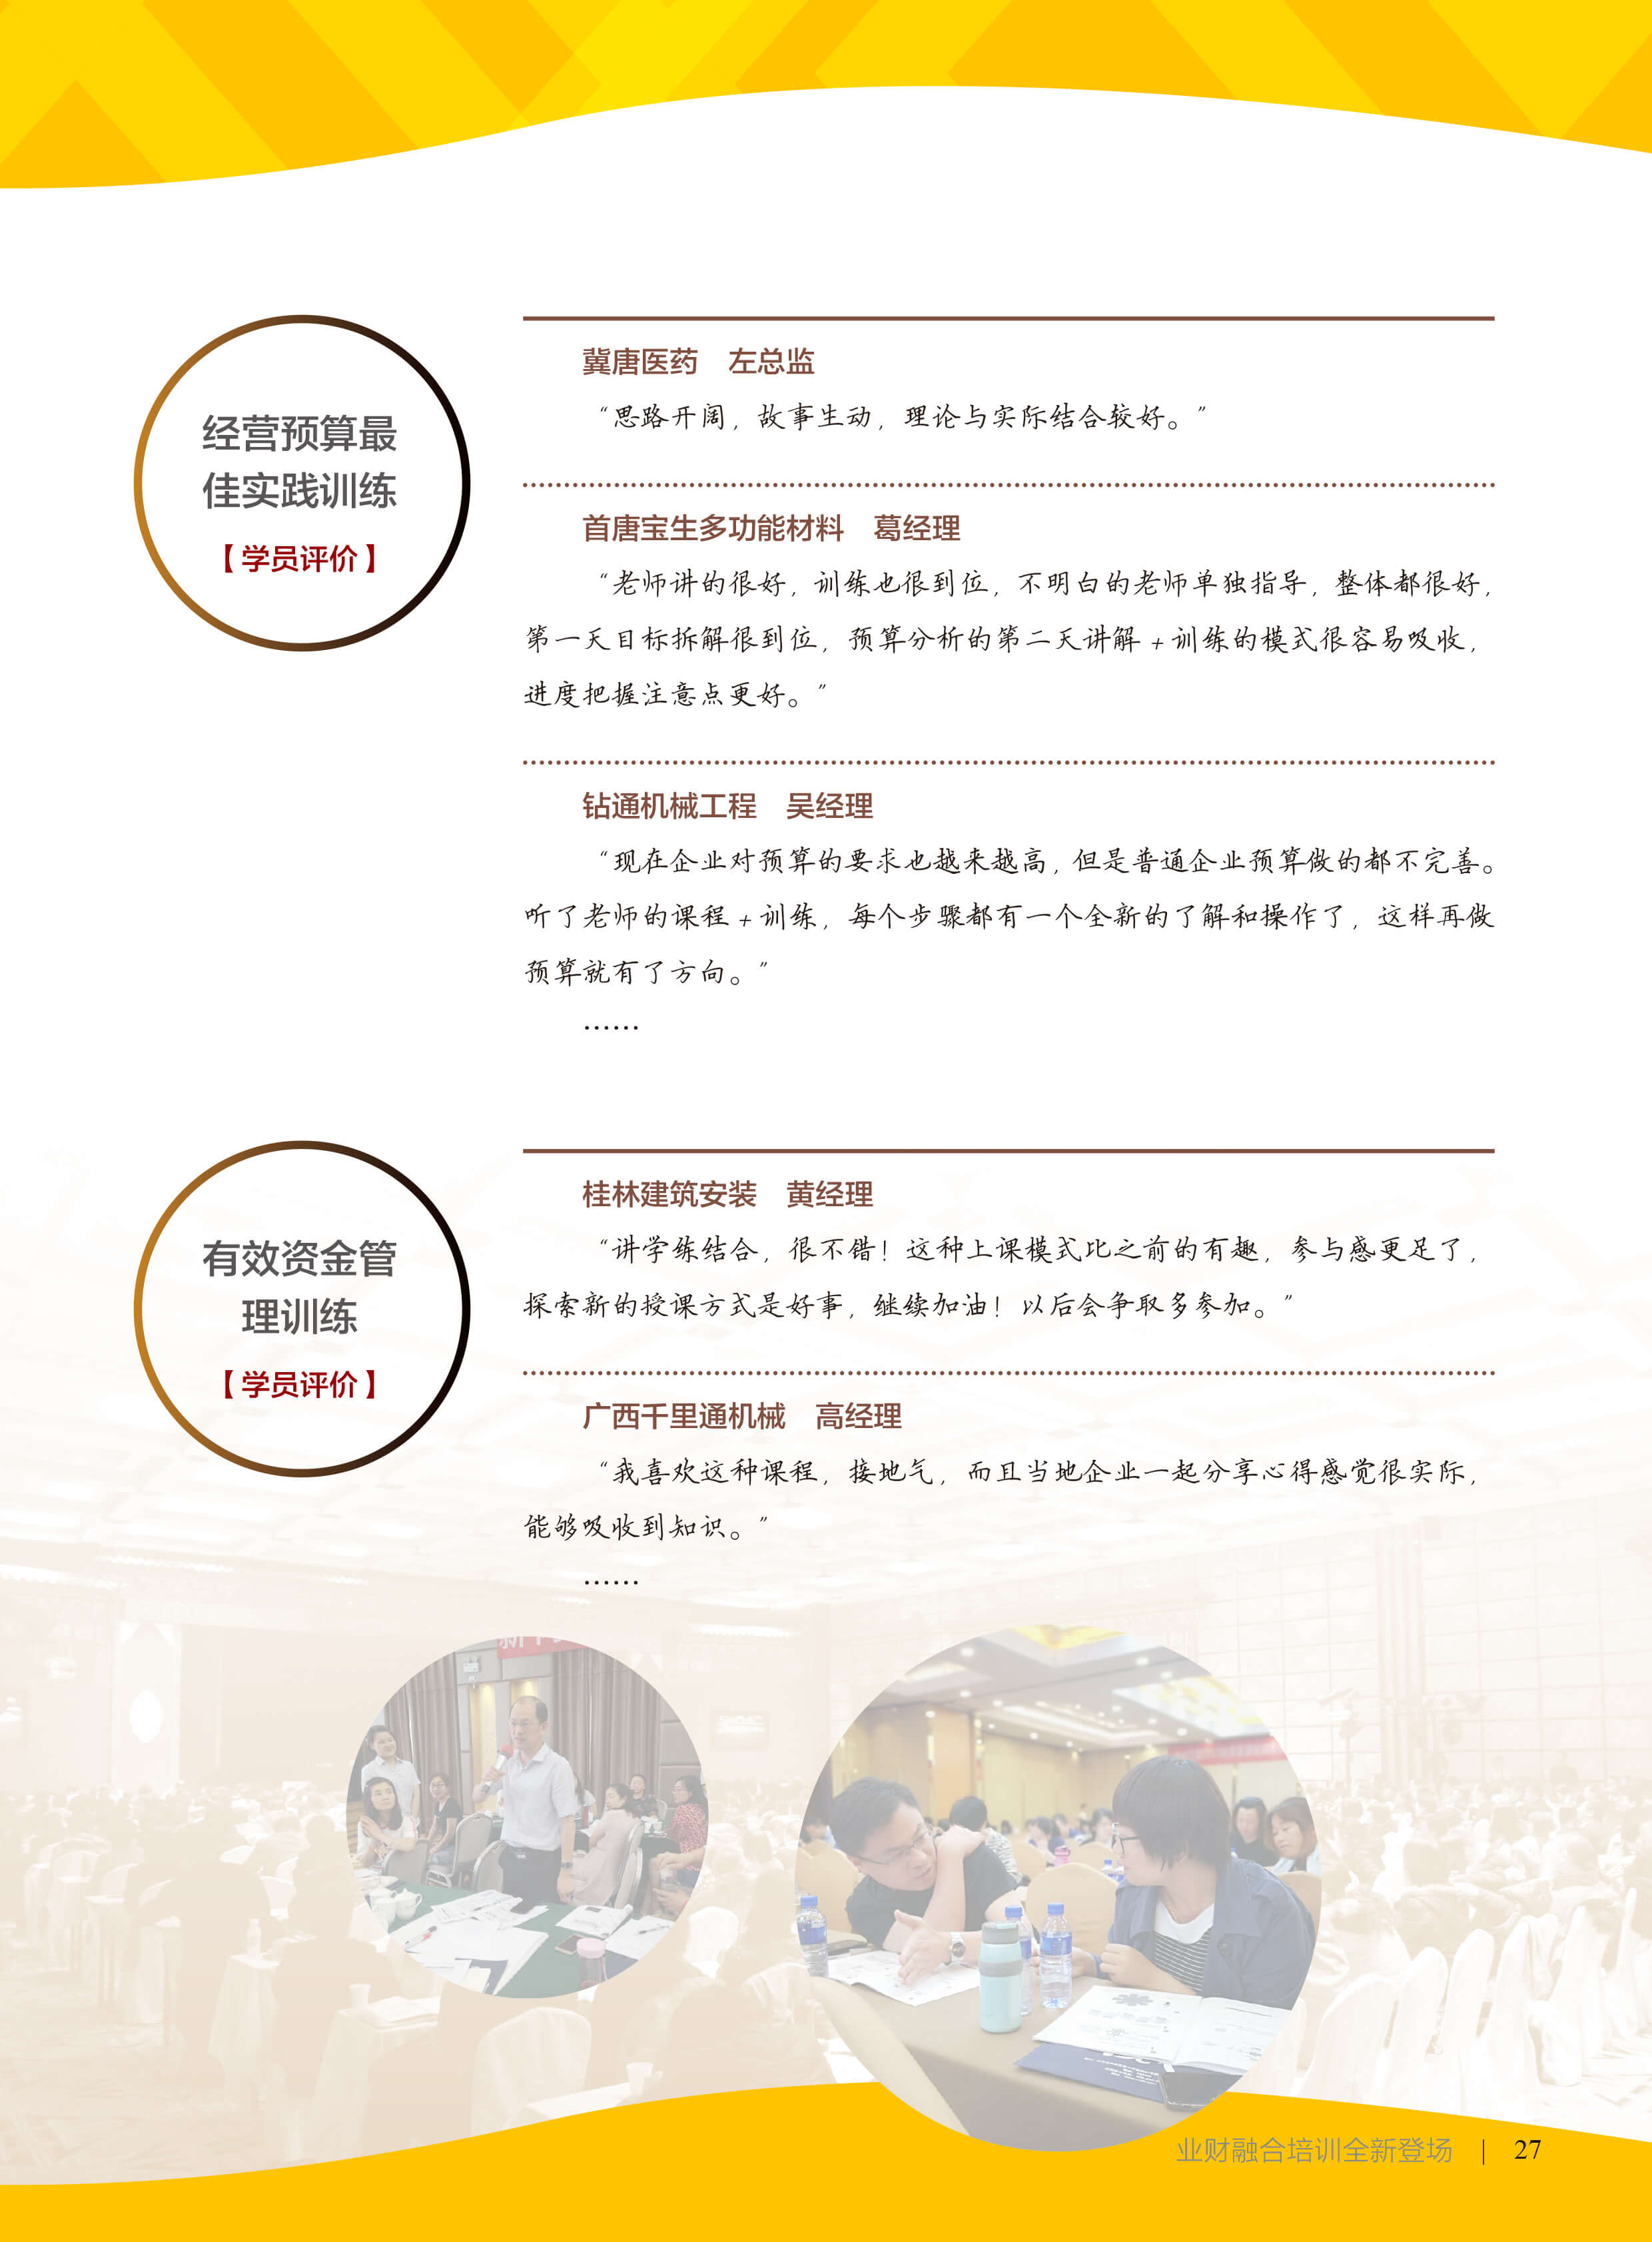 经营预算最
佳实践训练
【学员评价】
冀唐医药　左总监
“思路开阔，故事生动，理论与实际结合较好。”
首唐宝生多功能材料　葛经理
“老师讲的很好，训练也很到位，不明白的老师单独指导，整体都很好，
第一天目标拆解很到位，预算分析的第二天讲解+训练的模式很容易吸收，
进度把握注意点更好。”
钻通机械工程　吴经理
“现在企业对预算的要求也越来越高，但是普通企业预算做的都不完善。
听了老师的课程+训练，每个步骤都有一个全新的了解和操作了，这样再做
预算就有了方向。”
……
有效资金管
理训练
【学员评价】
桂林建筑安装　黄经理
“讲学练结合，很不错！这种上课模式比之前的有趣，参与感更足了，
探索新的授课方式是好事，继续加油！以后会争取多参加。”
广西千里通机械　高经理
“我喜欢这种课程，接地气，而且当地企业一起分享心得感觉很实际，
能够吸收到知识。”
……
业财融合培训全新登场　|　27